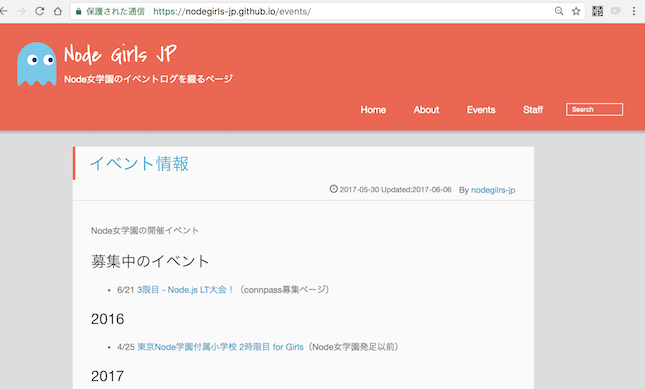 保護された通信 https://nodegirls-jp.github.io/events/
Node Girls JP
Node女学園のイベントログを綴るページ
Home About Events Staff Search
イベント情報
2017-05-30 Updated:2017-06-06 By nodegilrs-jp
Node女学園の開催イベント
募集中のイベント
• 6/21 3限目 - Node.js LT大会！（connpass募集ページ）
2016
• 4/25 東京Node学園付属小学校 2時限目 for Girls（Node女学園発足以前）
2017